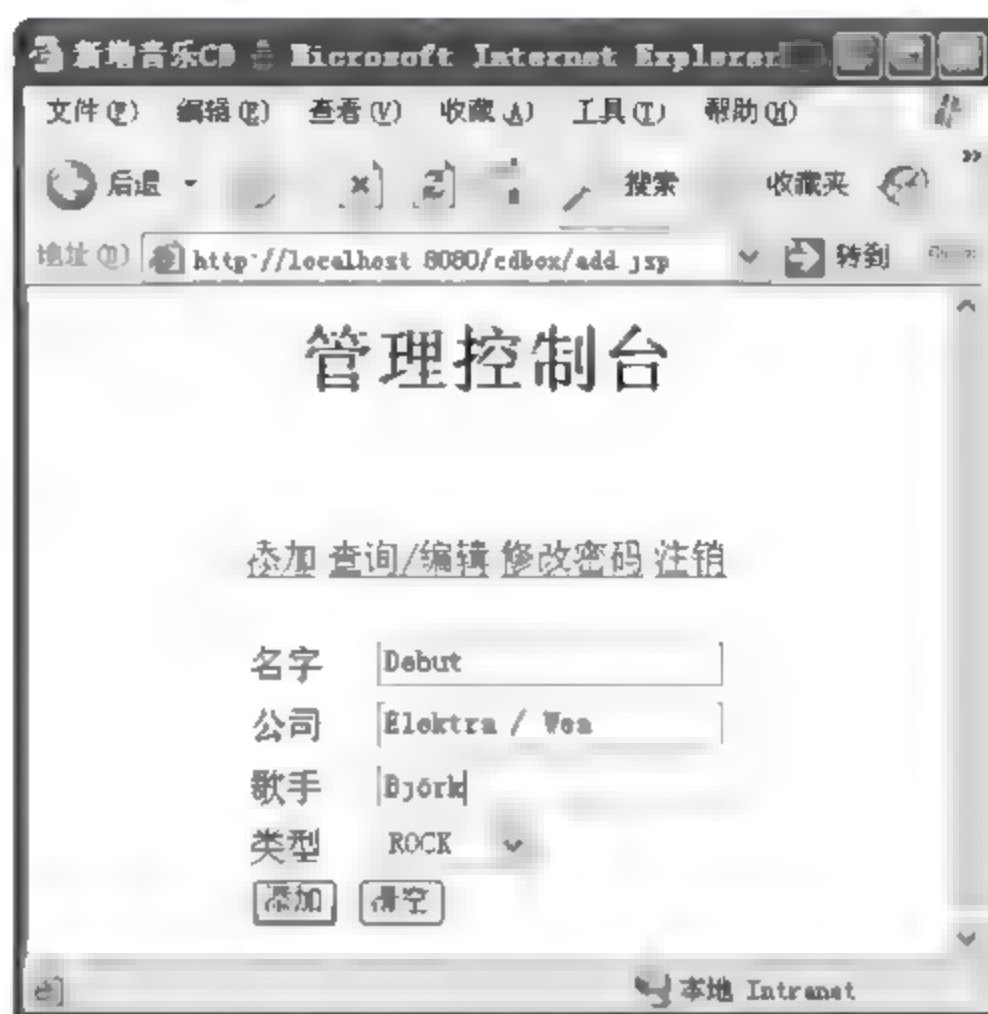 新增音乐CD - Microsoft Internet Explorer
文件(F) 编辑(E) 查看(V) 收藏(A) 工具(T) 帮助(H)
后退 搜索 收藏夹 »
地址(D) http://localhost:8080/cdbox/add.jsp 转到
管理控制台
添加 查询/编辑 修改密码 注销
名字 Debut
公司 Elektra / Wea
歌手 Björk
类型 ROCK
添加 清空
本地 Intranet